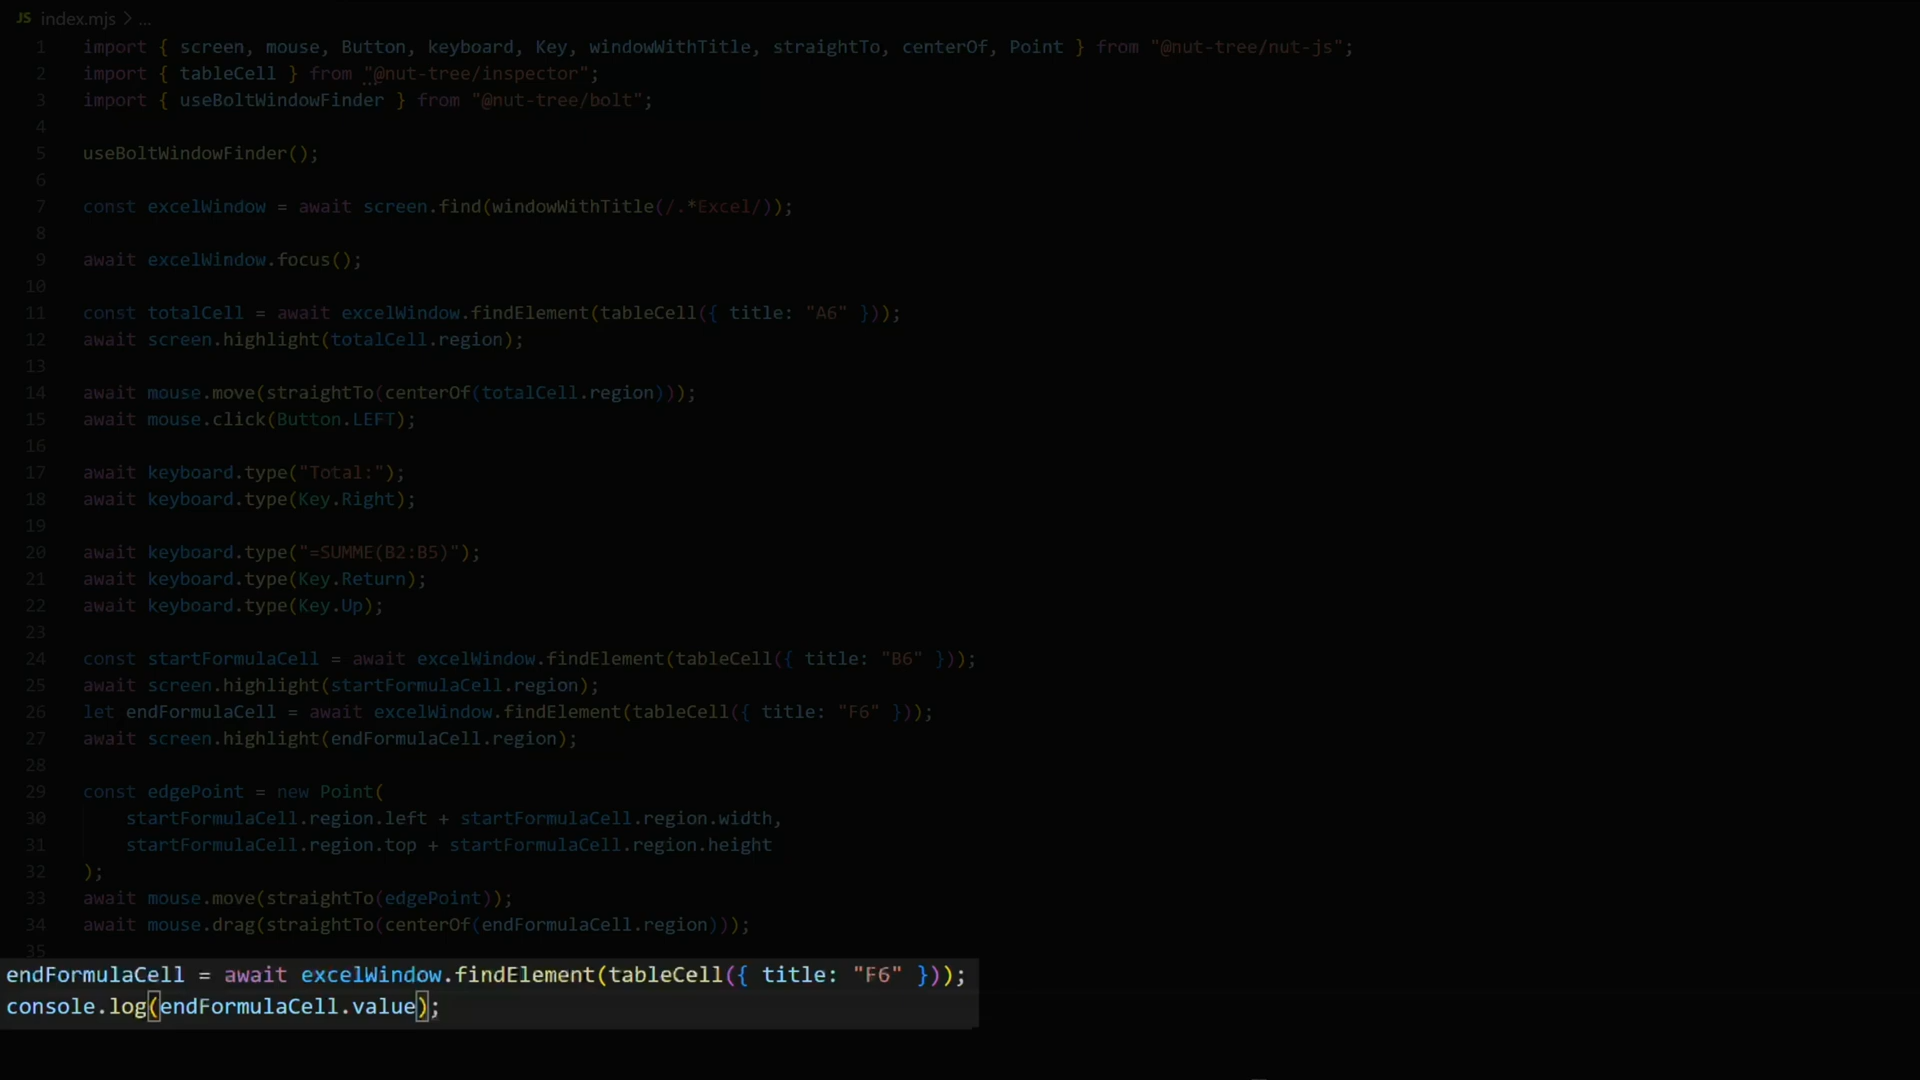 JS index.mjs > ...
1 import { screen, mouse, Button, keyboard, Key, windowWithTitle, straightTo, centerOf, Point } from "@nut-tree/nut-js";
2 import { tableCell } from "@nut-tree/inspector";
3 import { useBoltWindowFinder } from "@nut-tree/bolt";
4
5 useBoltWindowFinder();
6
7 const excelWindow = await screen.find(windowWithTitle(/.*Excel/));
8
9 await excelWindow.focus();
10
11 const totalCell = await excelWindow.findElement(tableCell({ title: "A6" }));
12 await screen.highlight(totalCell.region);
13
14 await mouse.move(straightTo(centerOf(totalCell.region)));
15 await mouse.click(Button.LEFT);
16
17 await keyboard.type("Total:");
18 await keyboard.type(Key.Right);
19
20 await keyboard.type("=SUMME(B2:B5)");
21 await keyboard.type(Key.Return);
22 await keyboard.type(Key.Up);
23
24 const startFormulaCell = await excelWindow.findElement(tableCell({ title: "B6" }));
25 await screen.highlight(startFormulaCell.region);
26 let endFormulaCell = await excelWindow.findElement(tableCell({ title: "F6" }));
27 await screen.highlight(endFormulaCell.region);
28
29 const edgePoint = new Point(
30 startFormulaCell.region.left + startFormulaCell.region.width,
31 startFormulaCell.region.top + startFormulaCell.region.height
32 );
33 await mouse.move(straightTo(edgePoint));
34 await mouse.drag(straightTo(centerOf(endFormulaCell.region)));
35
endFormulaCell = await excelWindow.findElement(tableCell({ title: "F6" }));
console.log(endFormulaCell.value);